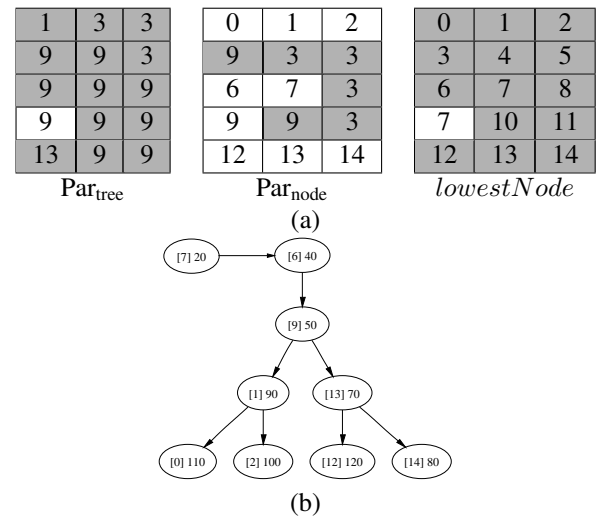 1 3 3 0 1 2 0 1 2
9 9 3 9 3 3 3 4 5
9 9 9 6 7 3 6 7 8
9 9 9 9 9 3 7 10 11
13 9 9 12 13 14 12 13 14
Par_tree Par_node lowestNode
(a)
[7] 20 [6] 40
[9] 50
[1] 90 [13] 70
[0] 110 [2] 100 [12] 120 [14] 80
(b)